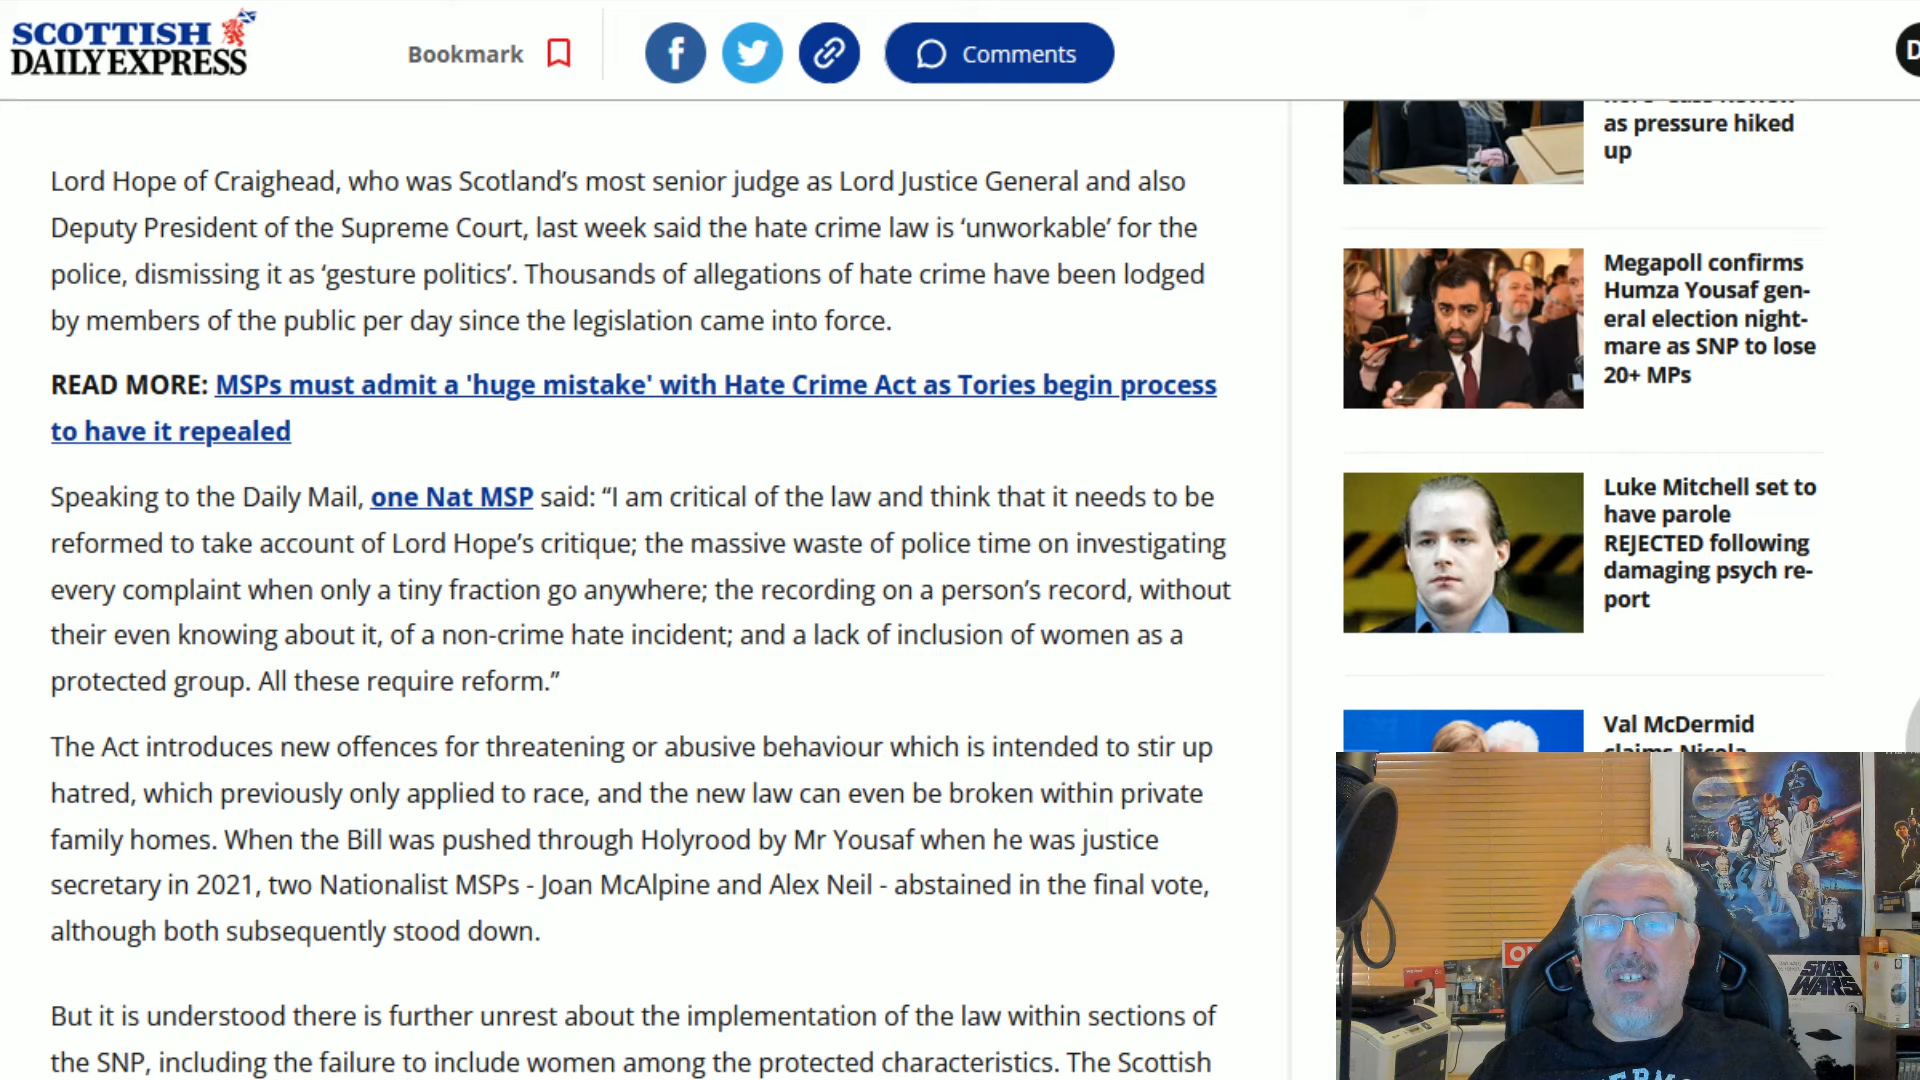 SCOTTISH
DAILY EXPRESS
Bookmark
Comments
D
Lord Hope of Craighead, who was Scotland’s most senior judge as Lord Justice General and also
Deputy President of the Supreme Court, last week said the hate crime law is ‘unworkable’ for the
police, dismissing it as ‘gesture politics’. Thousands of allegations of hate crime have been lodged
by members of the public per day since the legislation came into force.
READ MORE: MSPs must admit a 'huge mistake' with Hate Crime Act as Tories begin process
to have it repealed
Speaking to the Daily Mail, one Nat MSP said: “I am critical of the law and think that it needs to be
reformed to take account of Lord Hope’s critique; the massive waste of police time on investigating
every complaint when only a tiny fraction go anywhere; the recording on a person’s record, without
their even knowing about it, of a non-crime hate incident; and a lack of inclusion of women as a
protected group. All these require reform.”
The Act introduces new offences for threatening or abusive behaviour which is intended to stir up
hatred, which previously only applied to race, and the new law can even be broken within private
family homes. When the Bill was pushed through Holyrood by Mr Yousaf when he was justice
secretary in 2021, two Nationalist MSPs - Joan McAlpine and Alex Neil - abstained in the final vote,
although both subsequently stood down.
But it is understood there is further unrest about the implementation of the law within sections of
the SNP, including the failure to include women among the protected characteristics. The Scottish
as pressure hiked
up
Megapoll confirms
Humza Yousaf gen-
eral election night-
mare as SNP to lose
20+ MPs
Luke Mitchell set to
have parole
REJECTED following
damaging psych re-
port
Val McDermid
claims Nicola
STAR
WARS